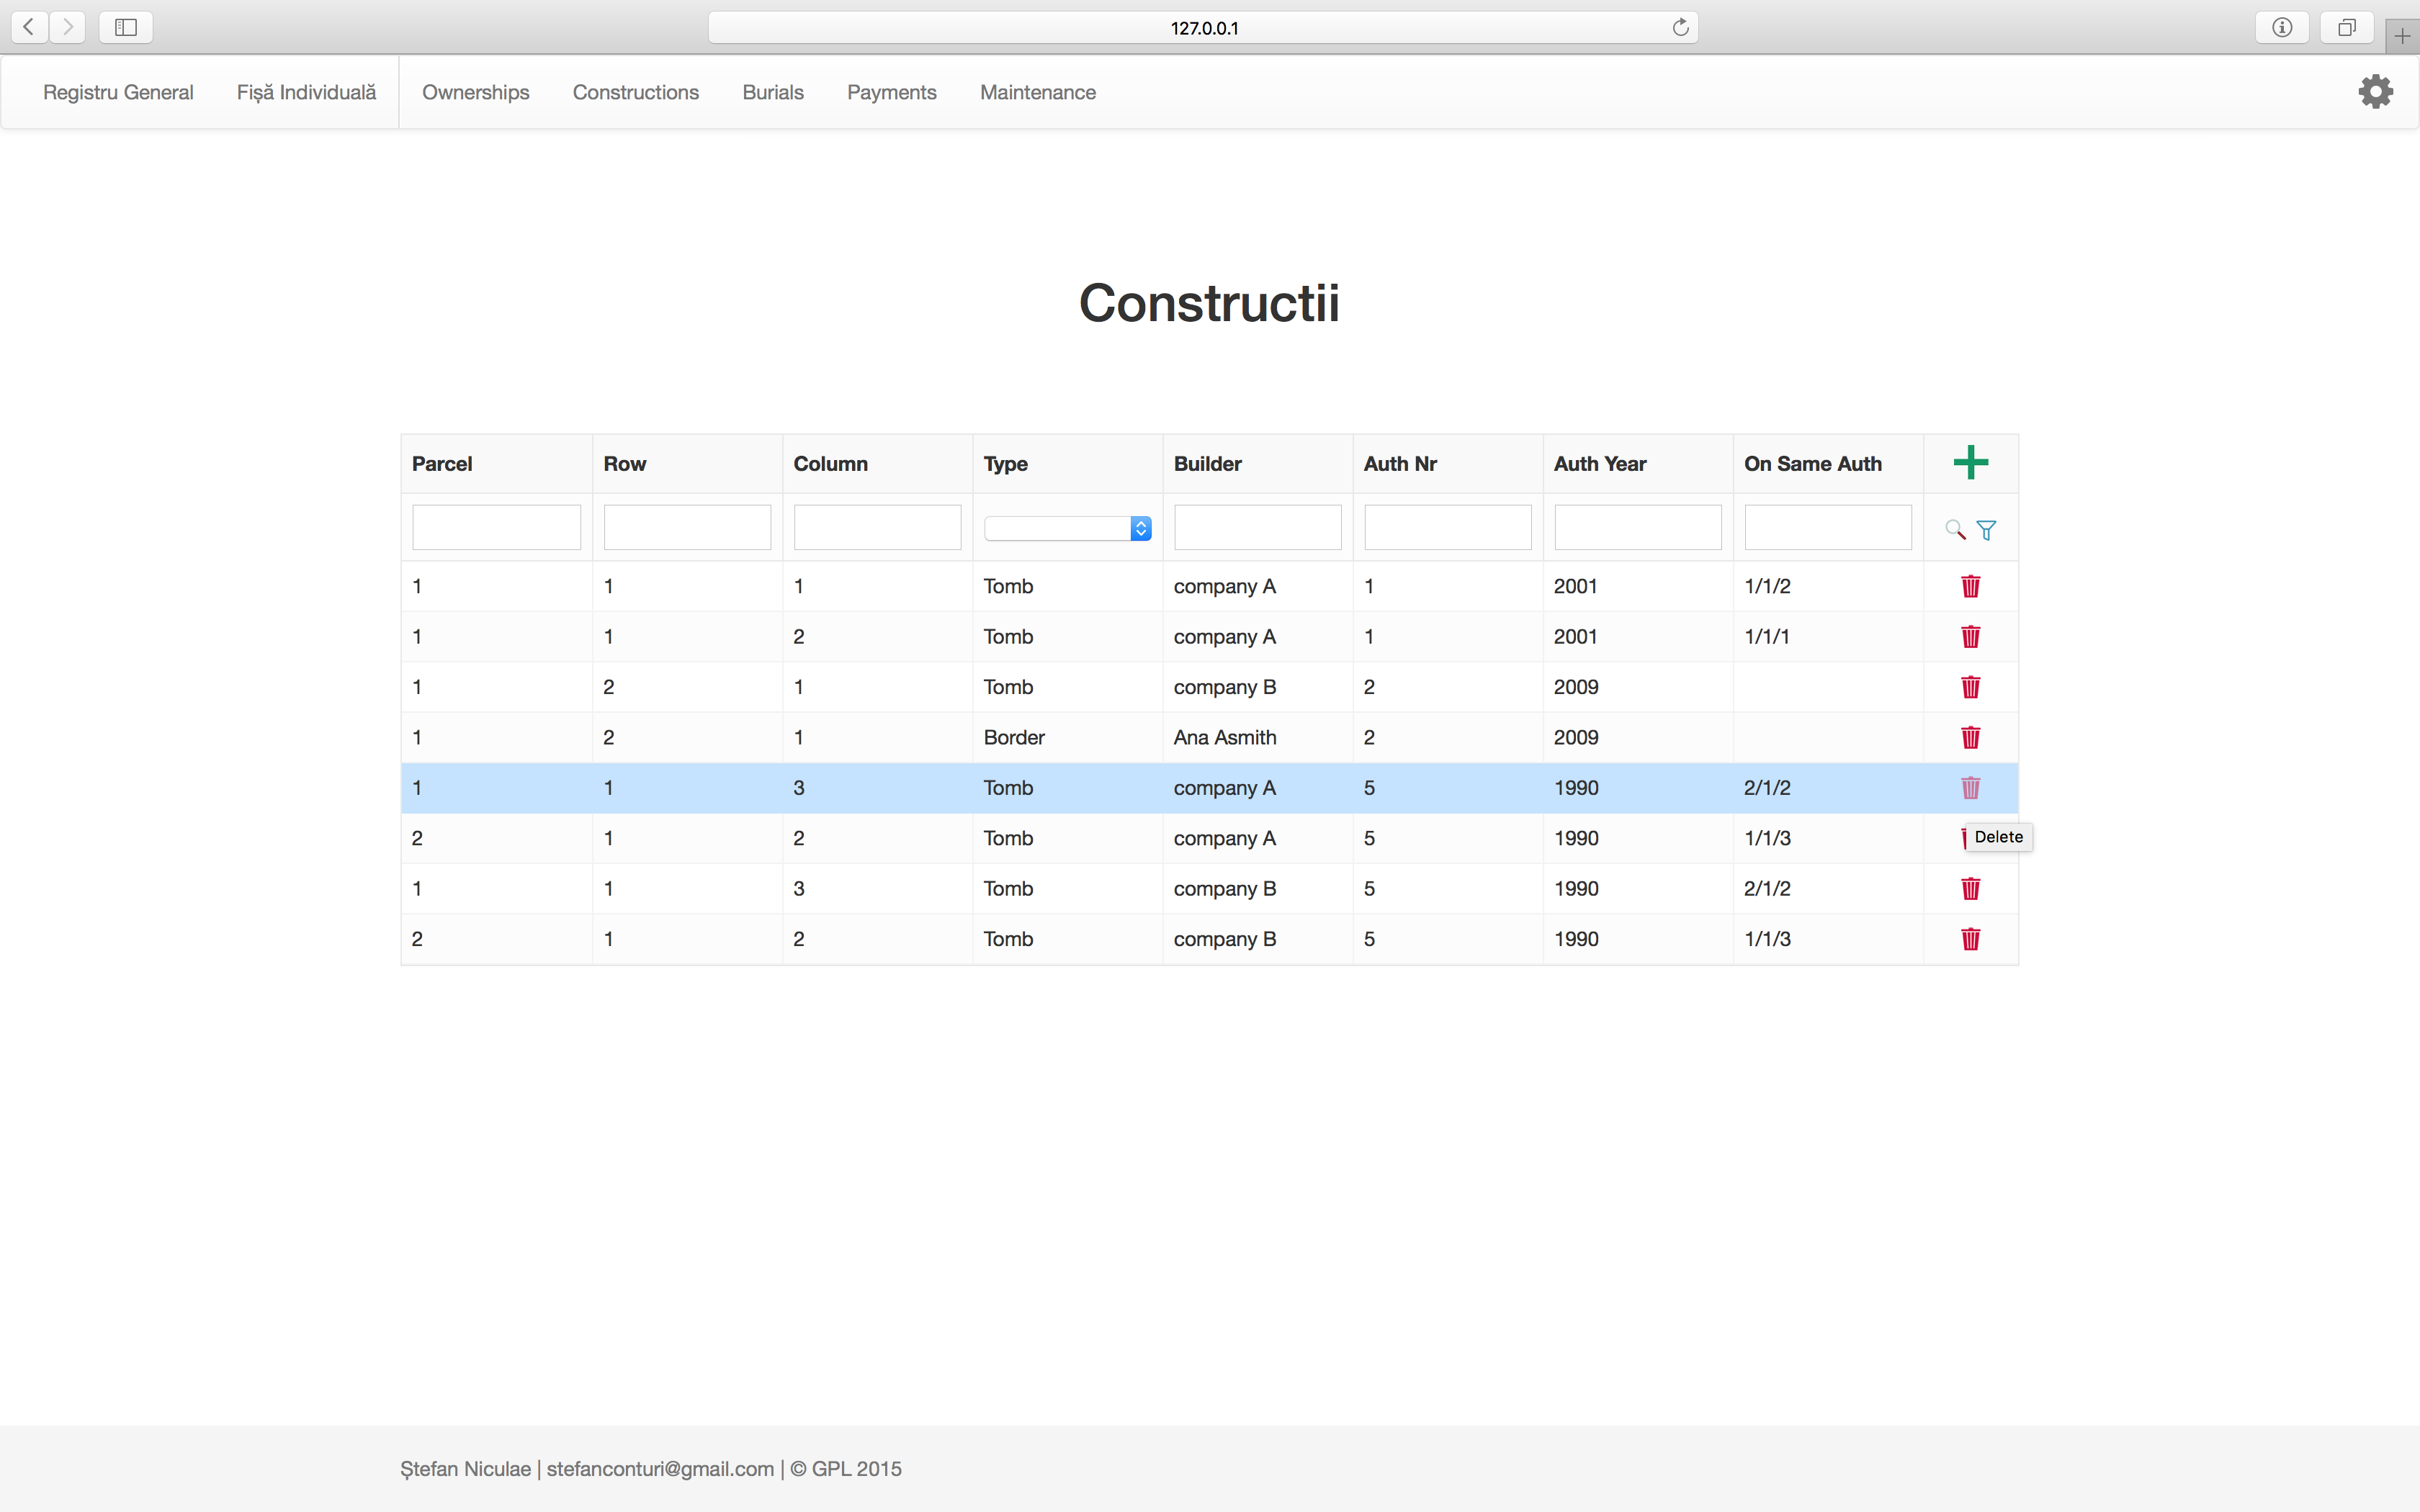 127.0.0.1
Registru General Fișă Individuală Ownerships Constructions Burials Payments Maintenance
Constructii
Parcel Row Column Type Builder Auth Nr Auth Year On Same Auth
1 1 1 Tomb company A 1 2001 1/1/2
1 1 2 Tomb company A 1 2001 1/1/1
1 2 1 Tomb company B 2 2009
1 2 1 Border Ana Asmith 2 2009
1 1 3 Tomb company A 5 1990 2/1/2
2 1 2 Tomb company A 5 1990 1/1/3 Delete
1 1 3 Tomb company B 5 1990 2/1/2
2 1 2 Tomb company B 5 1990 1/1/3
Ștefan Niculae | stefanconturi@gmail.com | © GPL 2015